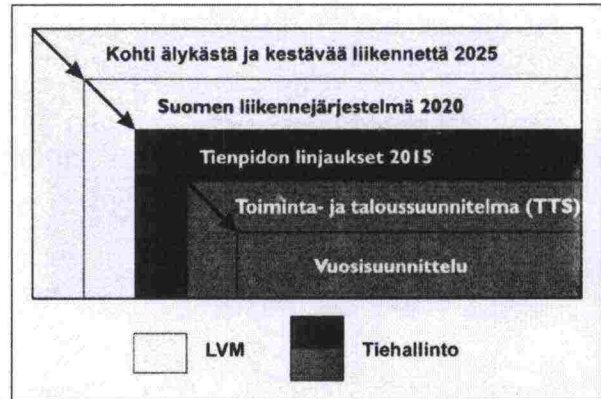 Kohti älykästä ja kestävää liikennettä 2025
Suomen liikennejärjestelmä 2020
Tienpidon linjaukset 2015
Toiminta- ja taloussuunnitelma (TTS)
Vuosisuunnittelu
LVM
Tiehallinto